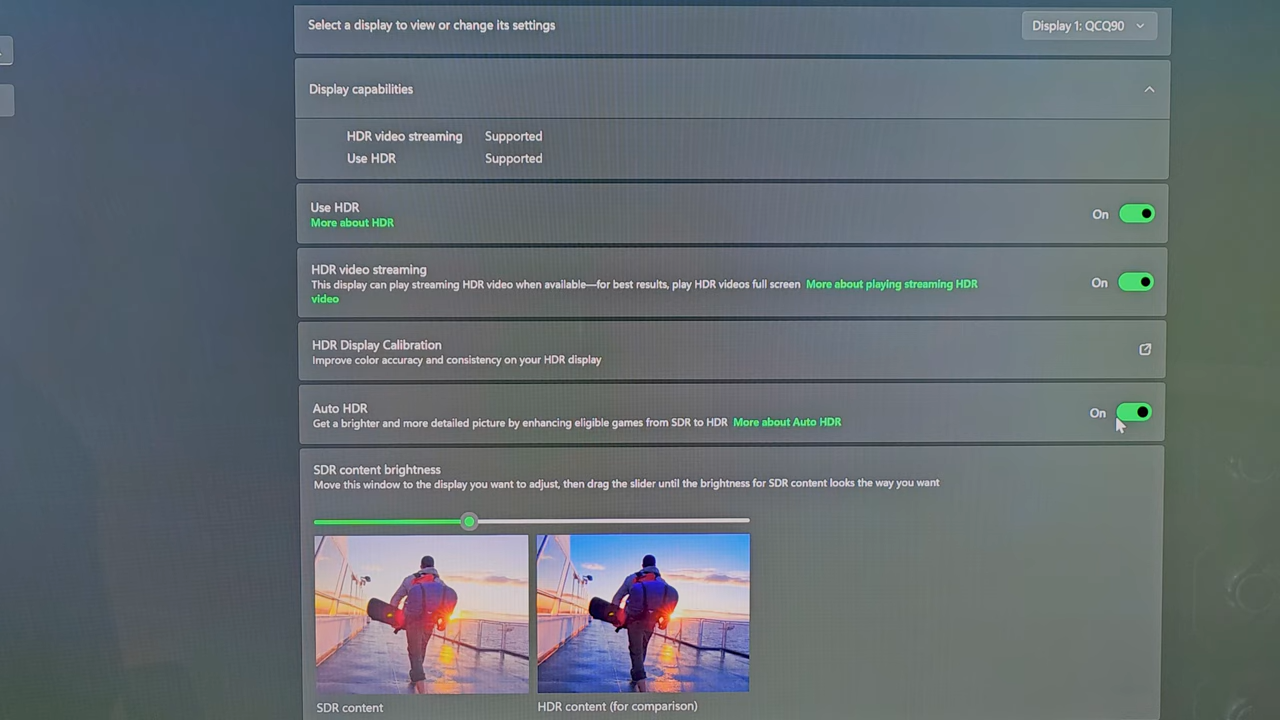 Select a display to view or change its settings
Display 1: QCQ90
Display capabilities
HDR video streaming Supported
Use HDR Supported
Use HDR
More about HDR
On
HDR video streaming
This display can play streaming HDR video when available—for best results, play HDR videos full screen More about playing streaming HDR
video
On
HDR Display Calibration
Improve color accuracy and consistency on your HDR display
Auto HDR
Get a brighter and more detailed picture by enhancing eligible games from SDR to HDR More about Auto HDR
On
SDR content brightness
Move this window to the display you want to adjust, then drag the slider until the brightness for SDR content looks the way you want
SDR content
HDR content (for comparison)